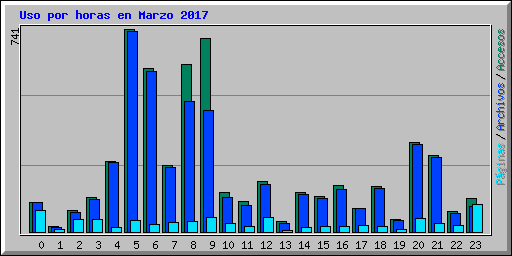 Uso por horas en Marzo 2017
741
Páginas / Archivos / Accesos
0 1 2 3 4 5 6 7 8 9 10 11 12 13 14 15 16 17 18 19 20 21 22 23